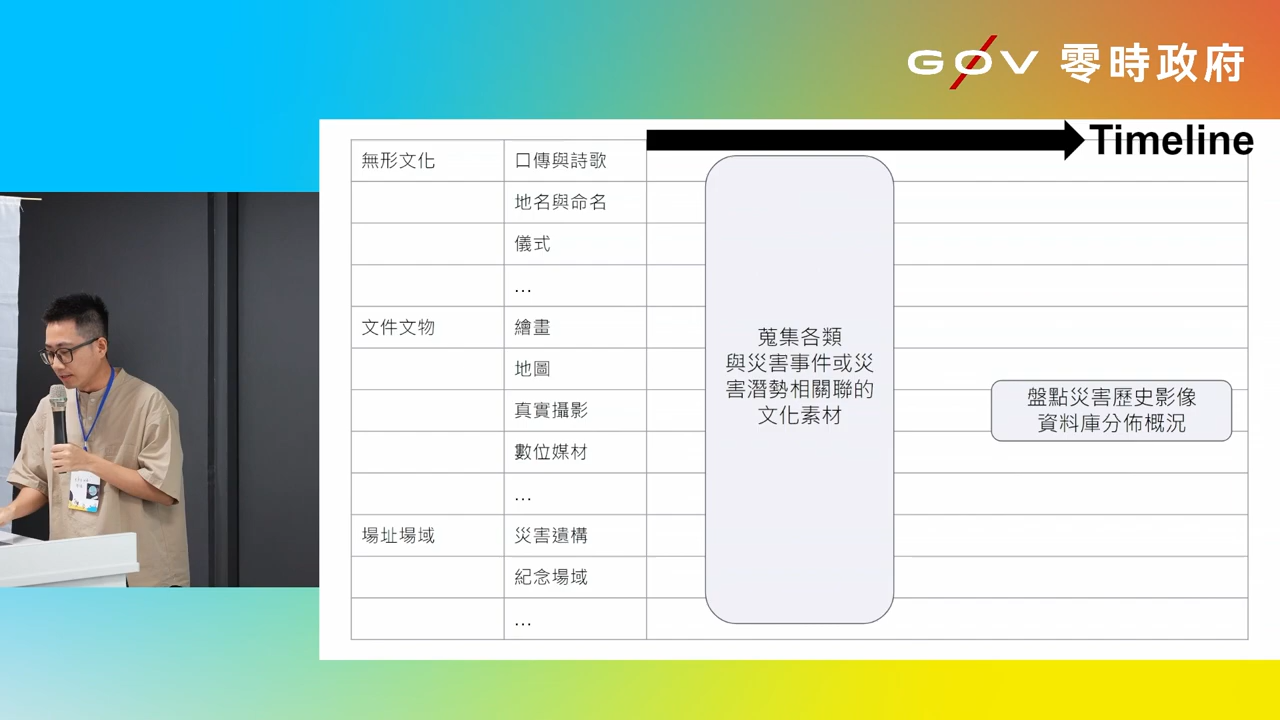 G0V 零時政府
Timeline
無形文化 口傳與詩歌
地名與命名
儀式
...
文件文物 繪畫
地圖
真實攝影
數位媒材
...
場址場域 災害遺構
紀念場域
...
蒐集各類
與災害事件或災
害潛勢相關聯的
文化素材
盤點災害歷史影像
資料庫分佈概況